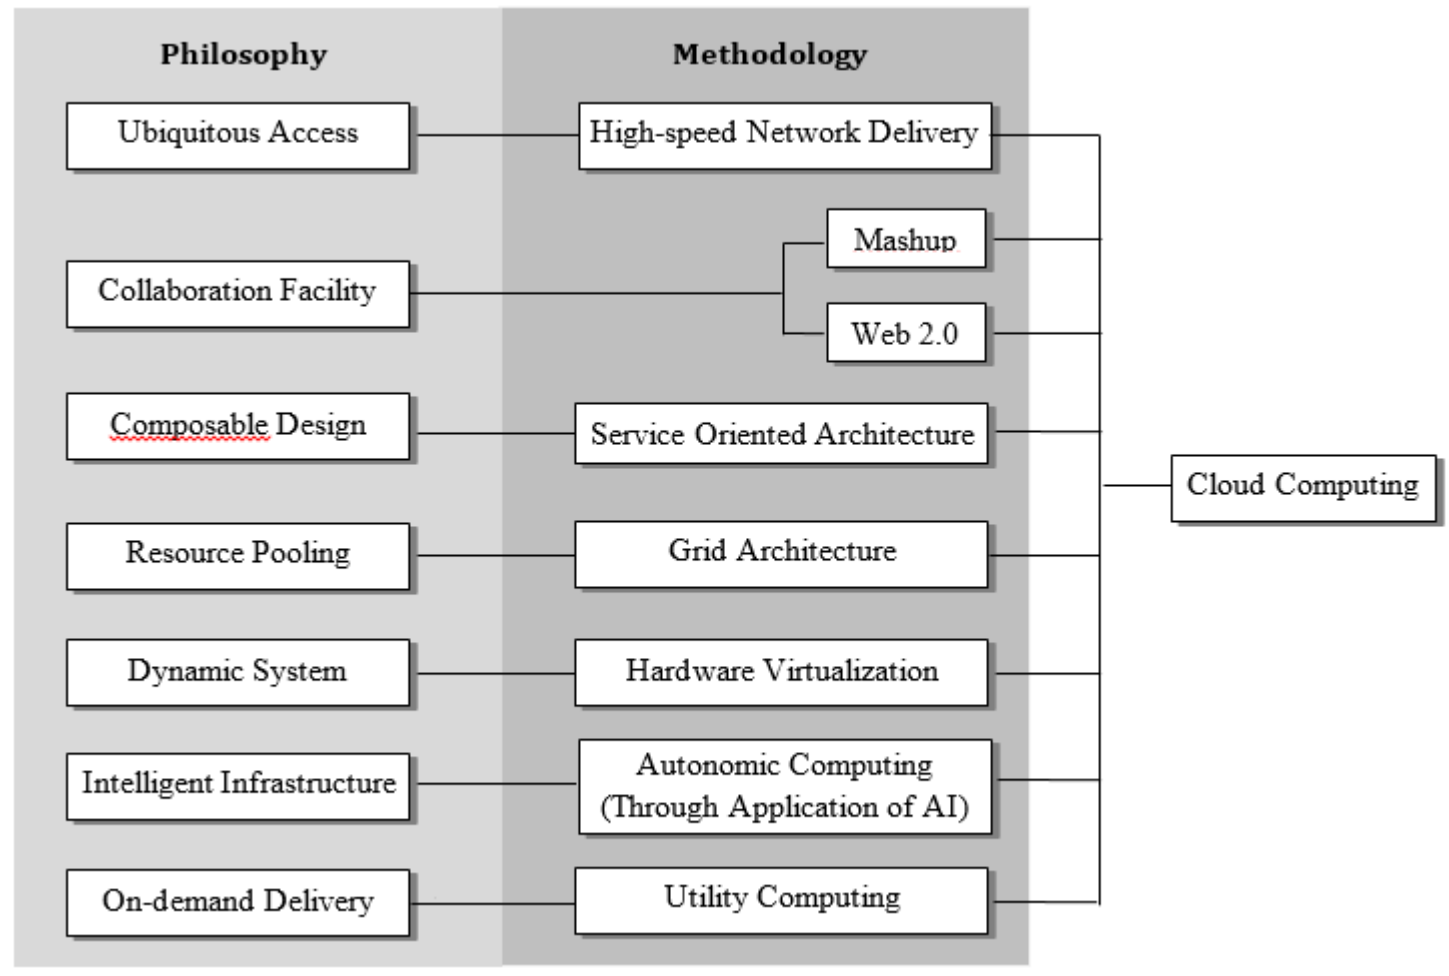 Philosophy
Methodology
Ubiquitous Access
High-speed Network Delivery
Mashup
Collaboration Facility
Web 2.0
Composable Design
Service Oriented Architecture
Cloud Computing
Resource Pooling
Grid Architecture
Dynamic System
Hardware Virtualization
Intelligent Infrastructure
Autonomic Computing
(Through Application of AI)
On-demand Delivery
Utility Computing